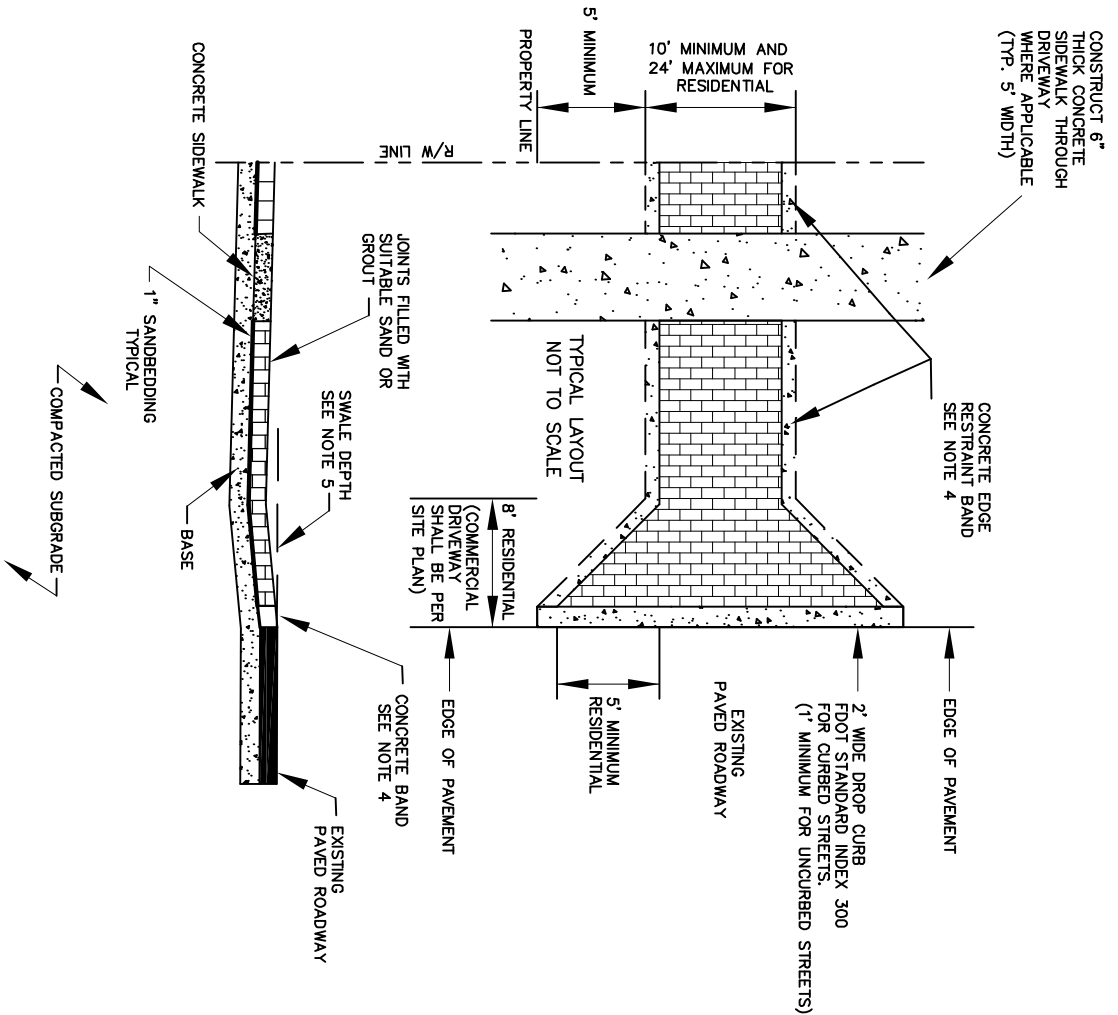 CONSTRUCT 6"
THICK CONCRETE
SIDEWALK THROUGH
DRIVEWAY
WHERE APPLICABLE
(TYP. 5' WIDTH)
10' MINIMUM AND
24' MAXIMUM FOR
RESIDENTIAL
5' MINIMUM
PROPERTY LINE
R/W LINE
CONCRETE EDGE
RESTRAINT BAND
SEE NOTE 4
TYPICAL LAYOUT
NOT TO SCALE
8' RESIDENTIAL
(COMMERCIAL
DRIVEWAY
SHALL BE PER
SITE PLAN)
EDGE OF PAVEMENT
2' WIDE DROP CURB
FDOT STANDARD INDEX 300
FOR CURBED STREETS.
(1' MINIMUM FOR UNCURBED STREETS)
EXISTING
PAVED ROADWAY
5' MINIMUM
RESIDENTIAL
EDGE OF PAVEMENT
CONCRETE SIDEWALK
JOINTS FILLED WITH
SUITABLE SAND OR
GROUT
SWALE DEPTH
SEE NOTE 5
CONCRETE BAND
SEE NOTE 4
EXISTING
PAVED ROADWAY
1" SANDBEDDING
TYPICAL
BASE
COMPACTED SUBGRADE